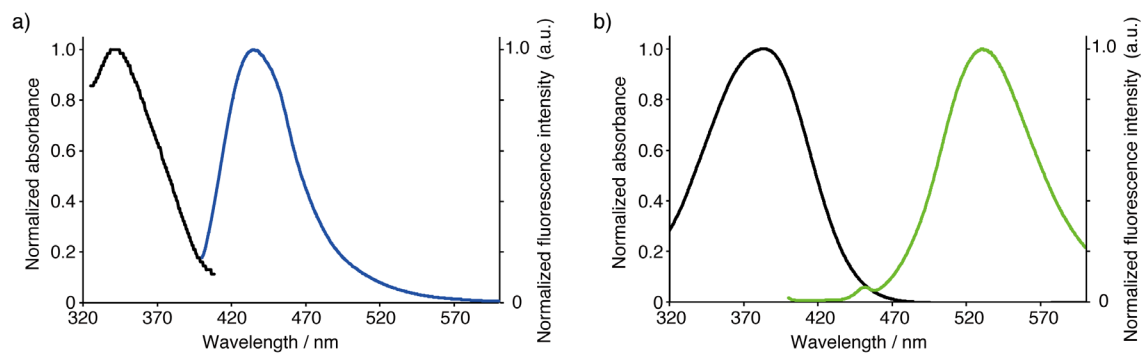 a)
Normalized absorbance
1.0
0.8
0.6
0.4
0.2
0
320 370 420 470 520 570
Wavelength / nm
1.0
0
Normalized fluorescence intensity (a.u.)
b)
Normalized absorbance
1.0
0.8
0.6
0.4
0.2
0
320 370 420 470 520 570
Wavelength / nm
1.0
0
Normalized fluorescence intensity (a.u.)